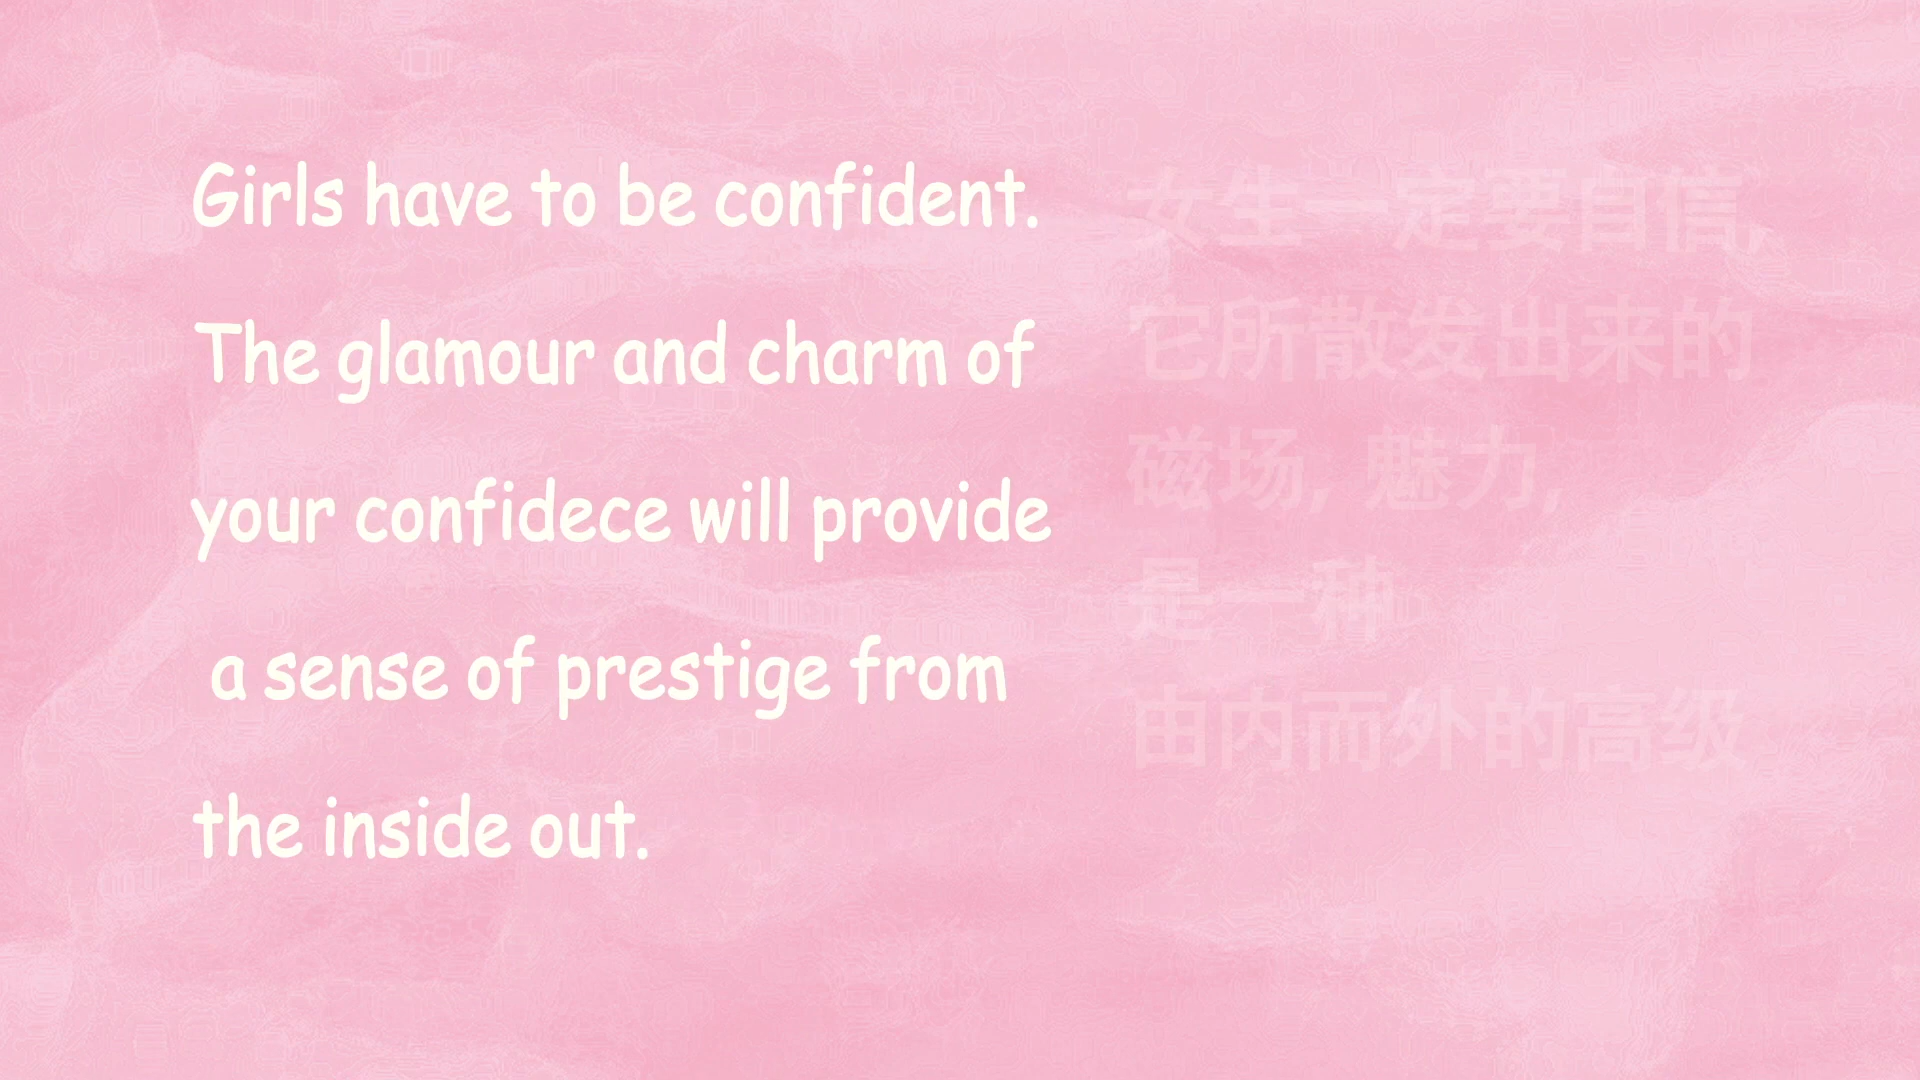 Girls have to be confident.
The glamour and charm of
your confidece will provide
a sense of prestige from
the inside out.
女生一定要自信,
它所散发出来的
磁场, 魅力,
是一种
由内而外的高级